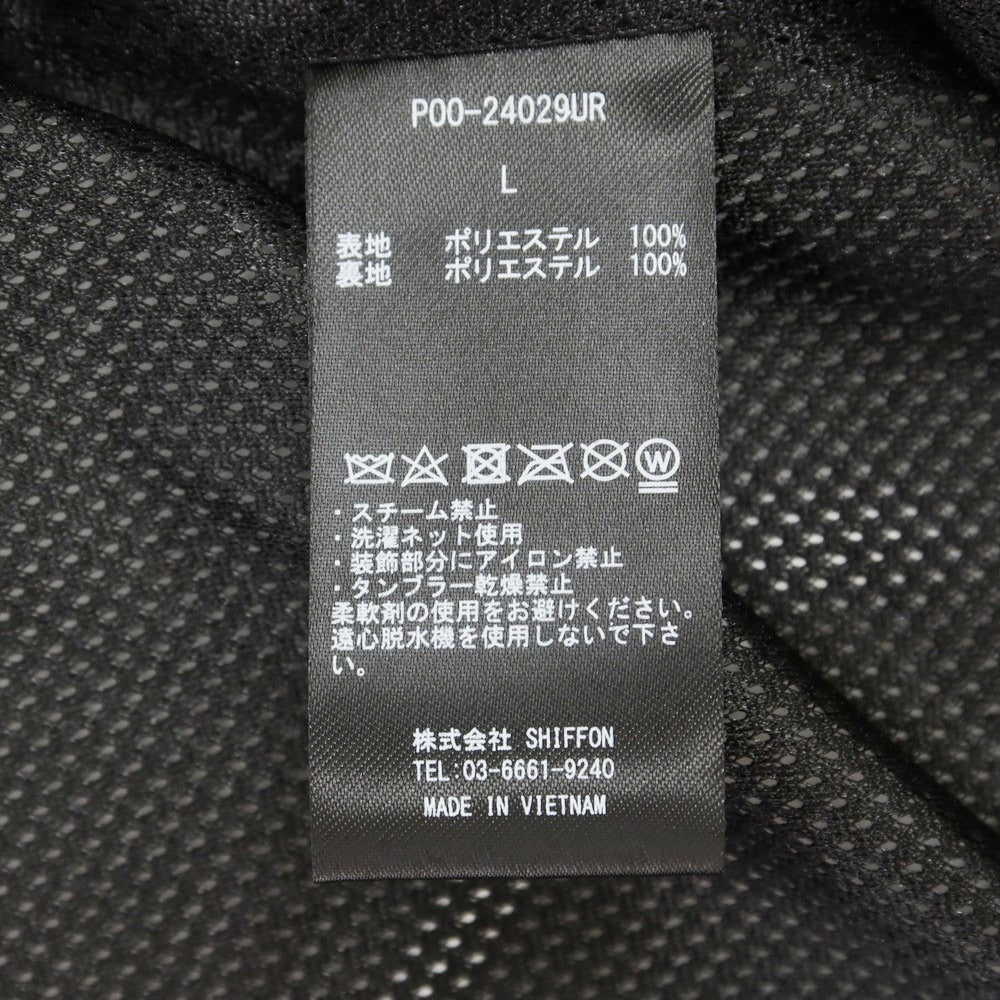 P00-24029UR
L
表地 ポリエステル 100%
裏地 ポリエステル 100%
W
・スチーム禁止
・洗濯ネット使用
・装飾部分にアイロン禁止
・タンブラー乾燥禁止
柔軟剤の使用をお避けください。
遠心脱水機を使用しないで下さ
い。
株式会社 SHIFFON
TEL:03-6661-9240
MADE IN VIETNAM